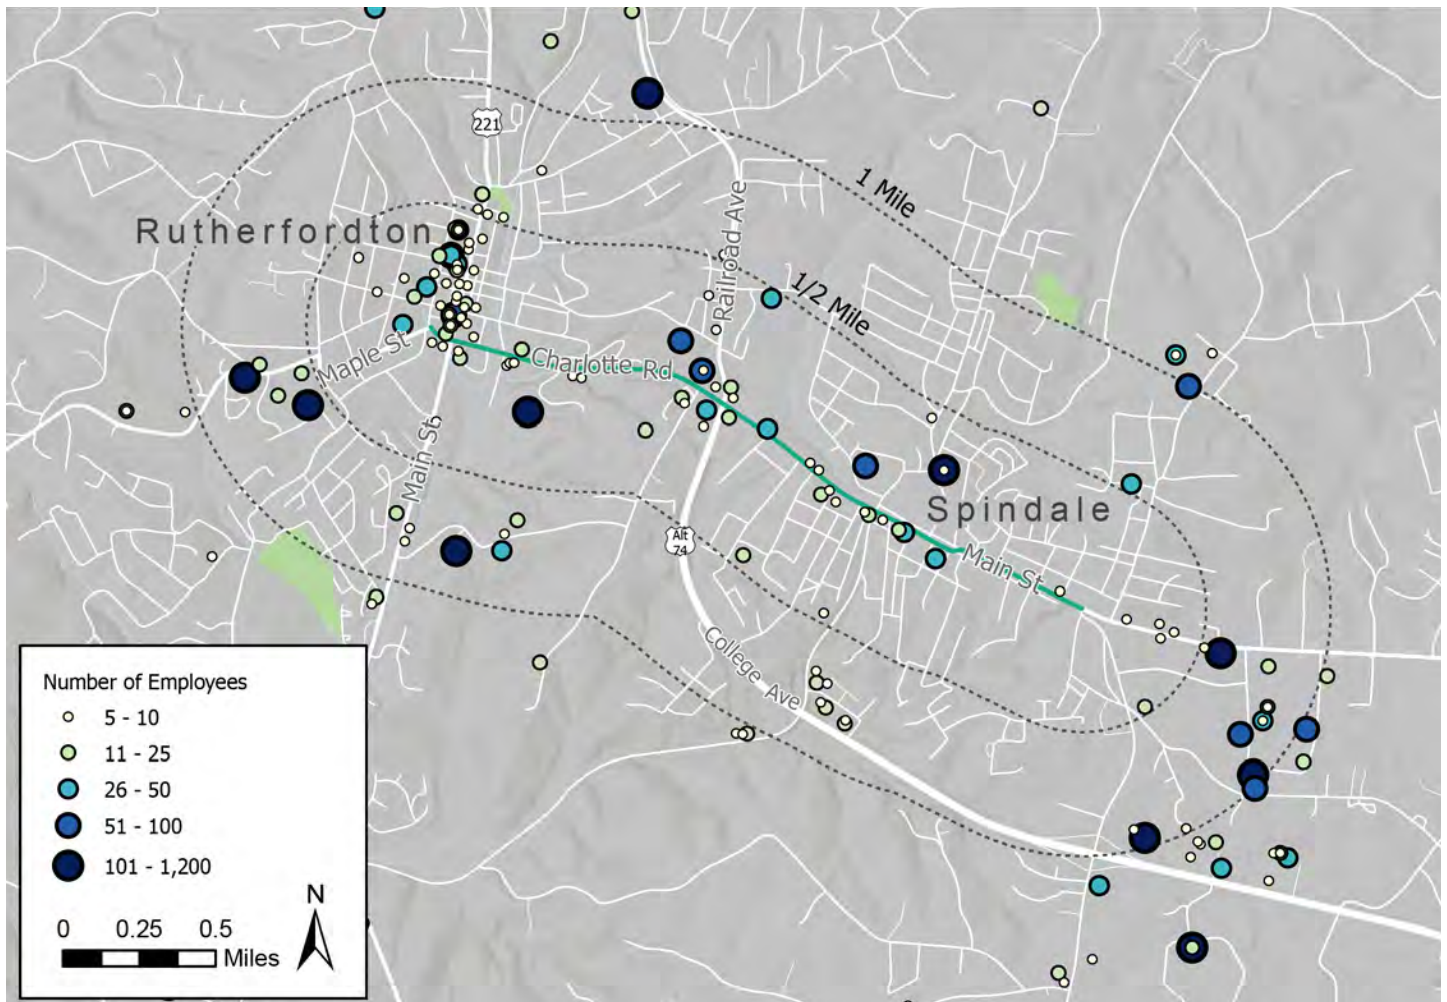 221
1 Mile
Rutherfordton
Railroad Ave
1/2 Mile
Maple St
Charlotte Rd
Main St
Spindale
Alt
74
Main St
College Ave
Number of Employees
5 - 10
11 - 25
26 - 50
51 - 100
101 - 1,200
N
0 0.25 0.5
Miles